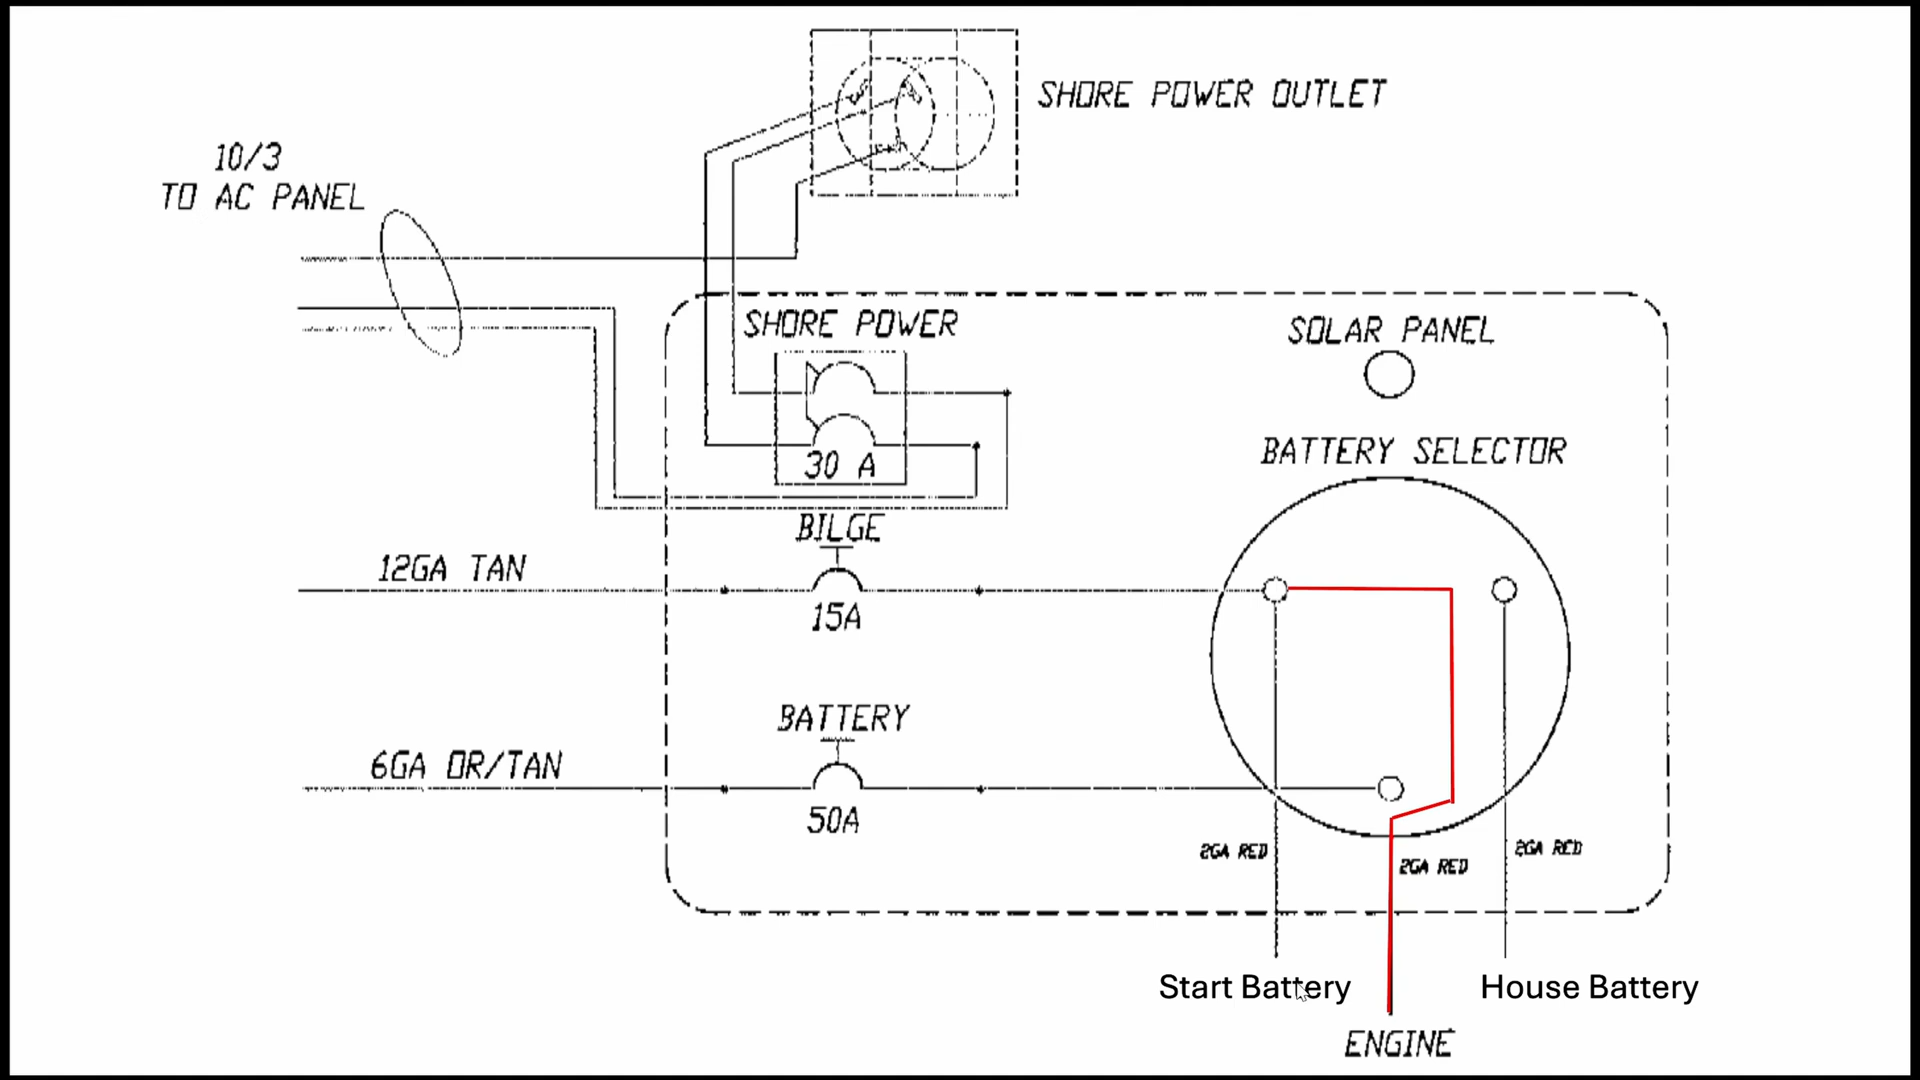 SHORE POWER OUTLET
10/3
TO AC PANEL
SHORE POWER
SOLAR PANEL
30 A
BATTERY SELECTOR
BILGE
12GA TAN
15A
BATTERY
6GA OR/TAN
50A
2GA RED
2GA RED
2GA RED
Start Battery
House Battery
ENGINE